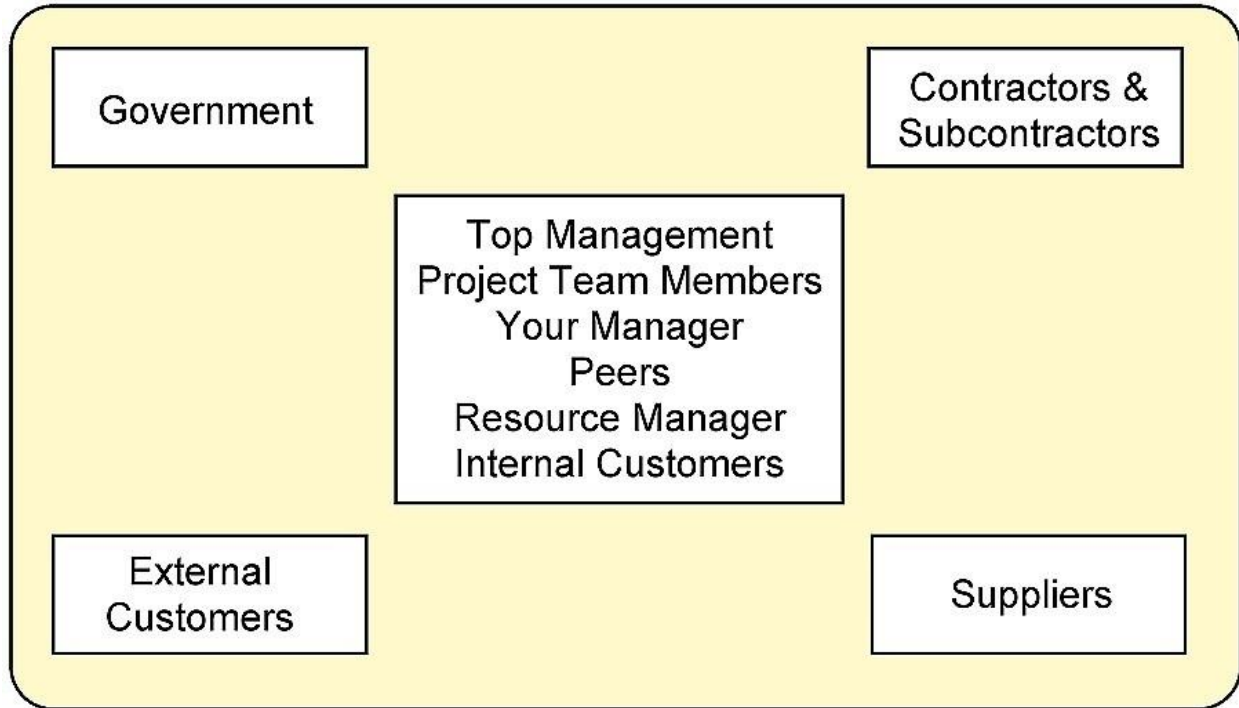 Government
Contractors &
Subcontractors
Top Management
Project Team Members
Your Manager
Peers
Resource Manager
Internal Customers
External
Customers
Suppliers